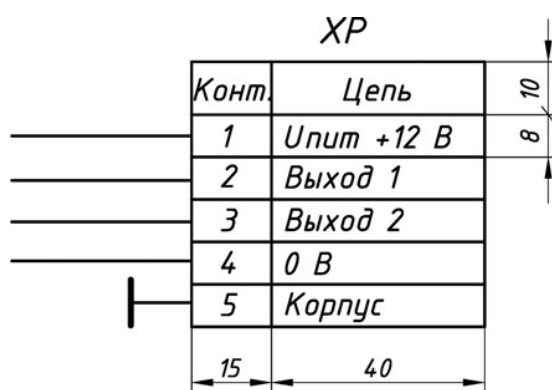 XP
Конт. Цепь
1 Uпит +12 В
2 Выход 1
3 Выход 2
4 0 В
5 Корпус
10
8
15 40